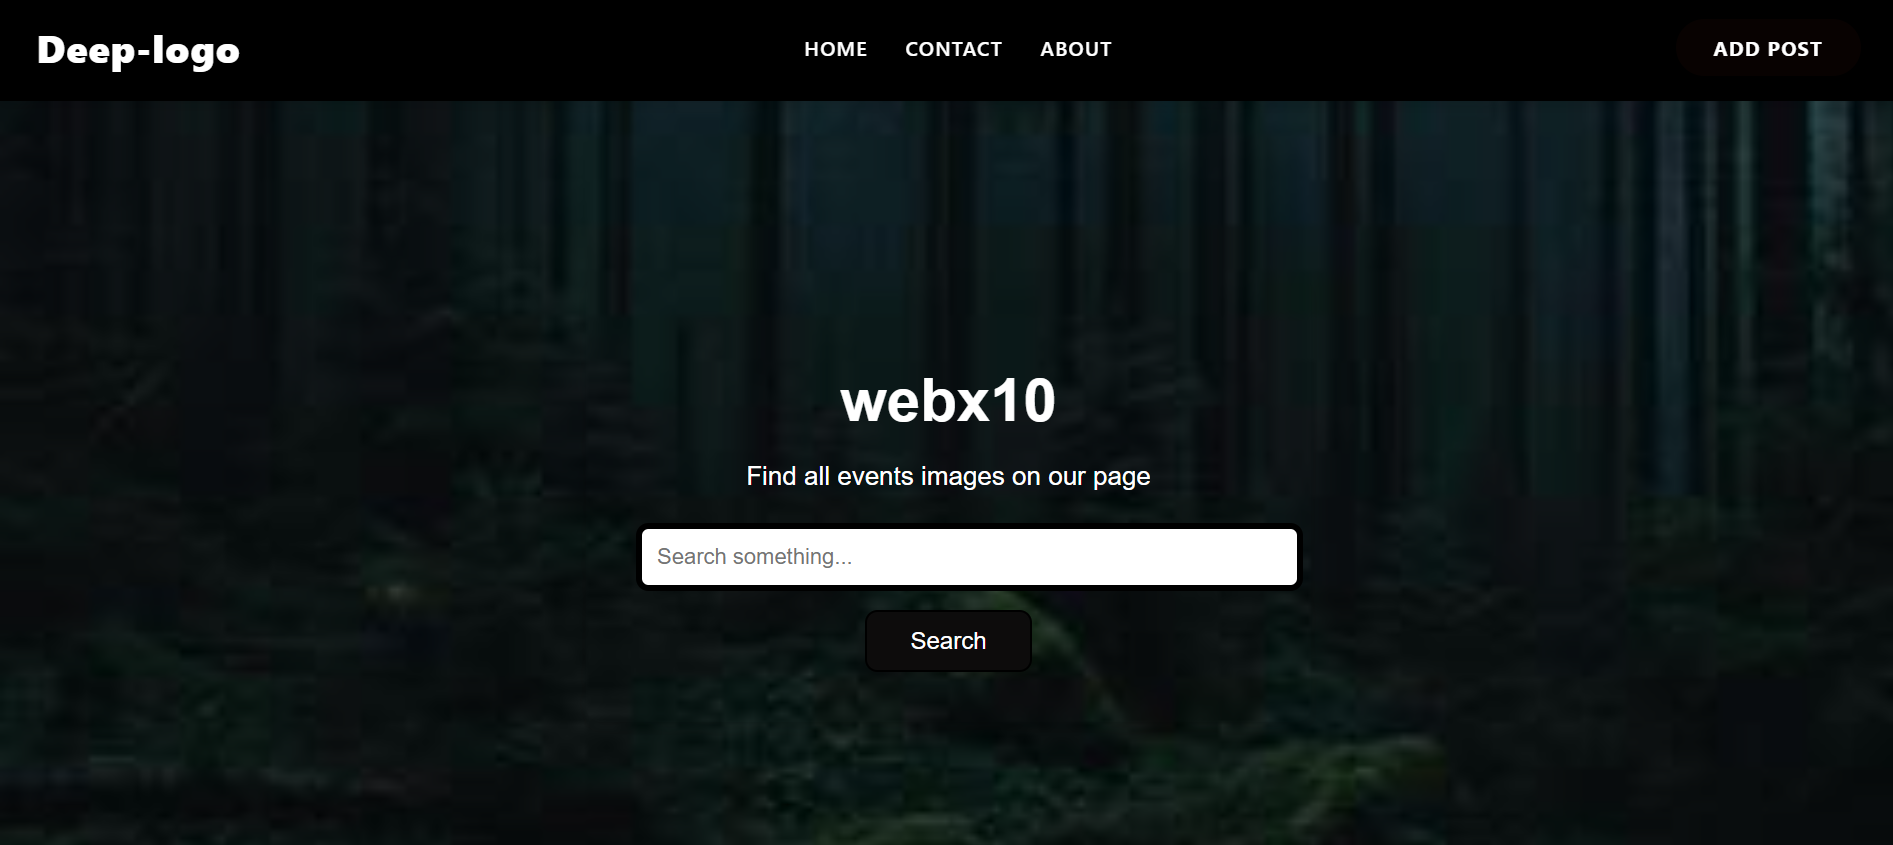 Deep-logo
HOME CONTACT ABOUT
ADD POST
webx10
Find all events images on our page
Search something...
Search